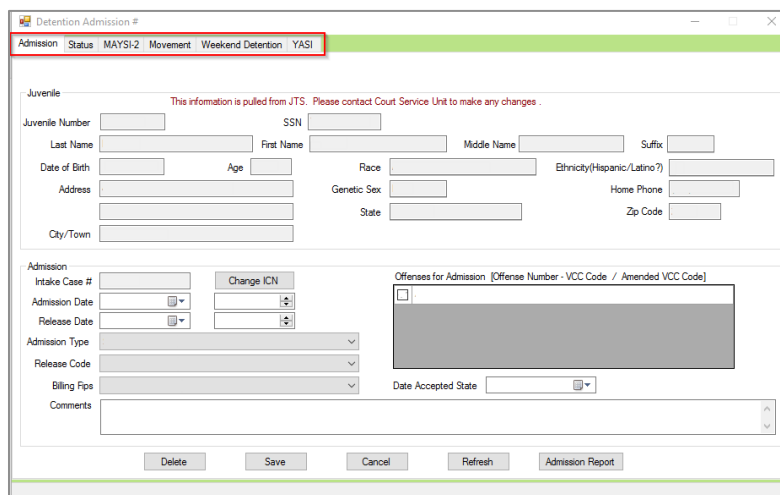 Detention Admission #
Admission Status MAYSI-2 Movement Weekend Detention YASI
Juvenile
This information is pulled from JTS. Please contact Court Service Unit to make any changes .
Juvenile Number SSN
Last Name First Name Middle Name Suffix
Date of Birth Age Race Ethnicity(Hispanic/Latino?)
Address Genetic Sex Home Phone
State Zip Code
City/Town
Admission
Intake Case # Change ICN Offenses for Admission [Offense Number - VCC Code / Amended VCC Code]
Admission Date
Release Date
Admission Type
Release Code
Billing Fips Date Accepted State
Comments
Delete Save Cancel Refresh Admission Report